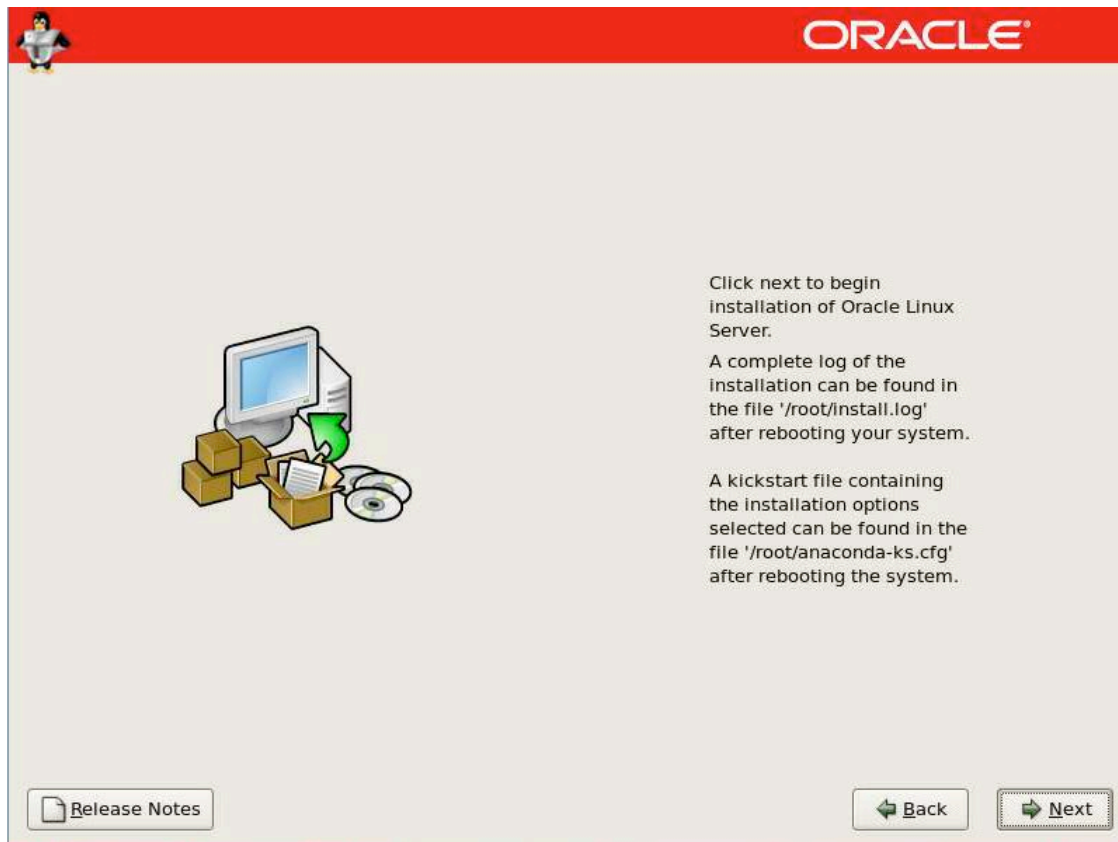 ORACLE
Click next to begin
installation of Oracle Linux
Server.
A complete log of the
installation can be found in
the file '/root/install.log'
after rebooting your system.
A kickstart file containing
the installation options
selected can be found in the
file '/root/anaconda-ks.cfg'
after rebooting the system.
Release Notes
Back
Next